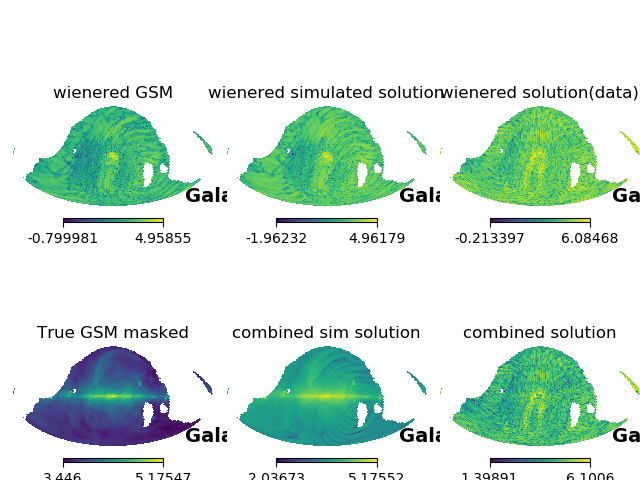 wienered GSM
wienered simulated solution
wienered solution(data)
Gala
Gala
Ga
-0.799981 4.95855
-1.96232 4.96179
-0.213397 6.08468
True GSM masked
combined sim solution
combined solution
Gala
Gala
Ga
3.446 5.17547
2.03673 5.17552
1.39891 6.1006